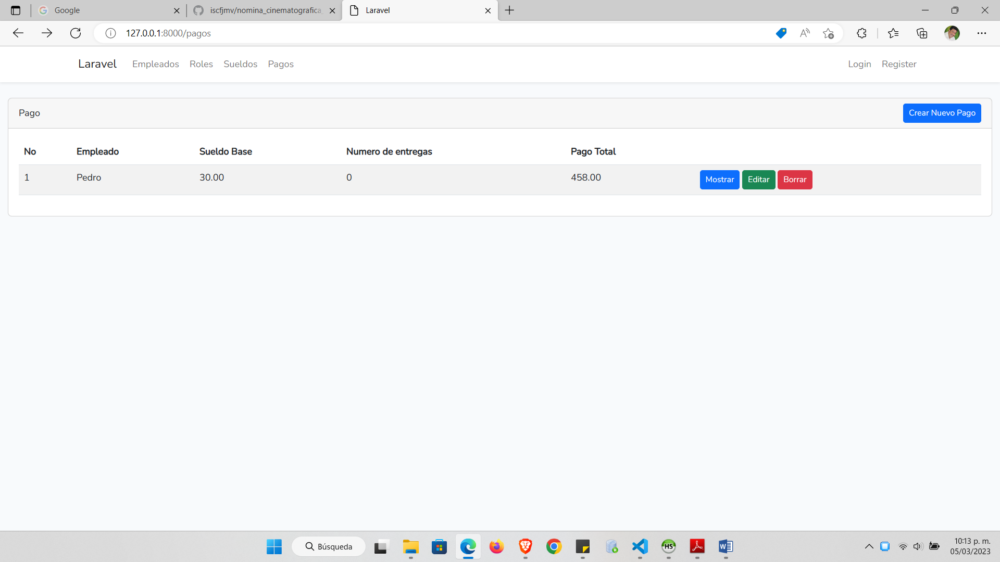 Google
iscfjmv/nomina_cinematografica_
Laravel
127.0.0.1:8000/pagos
Laravel Empleados Roles Sueldos Pagos Login Register
Pago Crear Nuevo Pago
No Empleado Sueldo Base Numero de entregas Pago Total
1 Pedro 30.00 0 458.00 Mostrar Editar Borrar
Búsqueda
HS
10:13 p. m.
05/03/2023